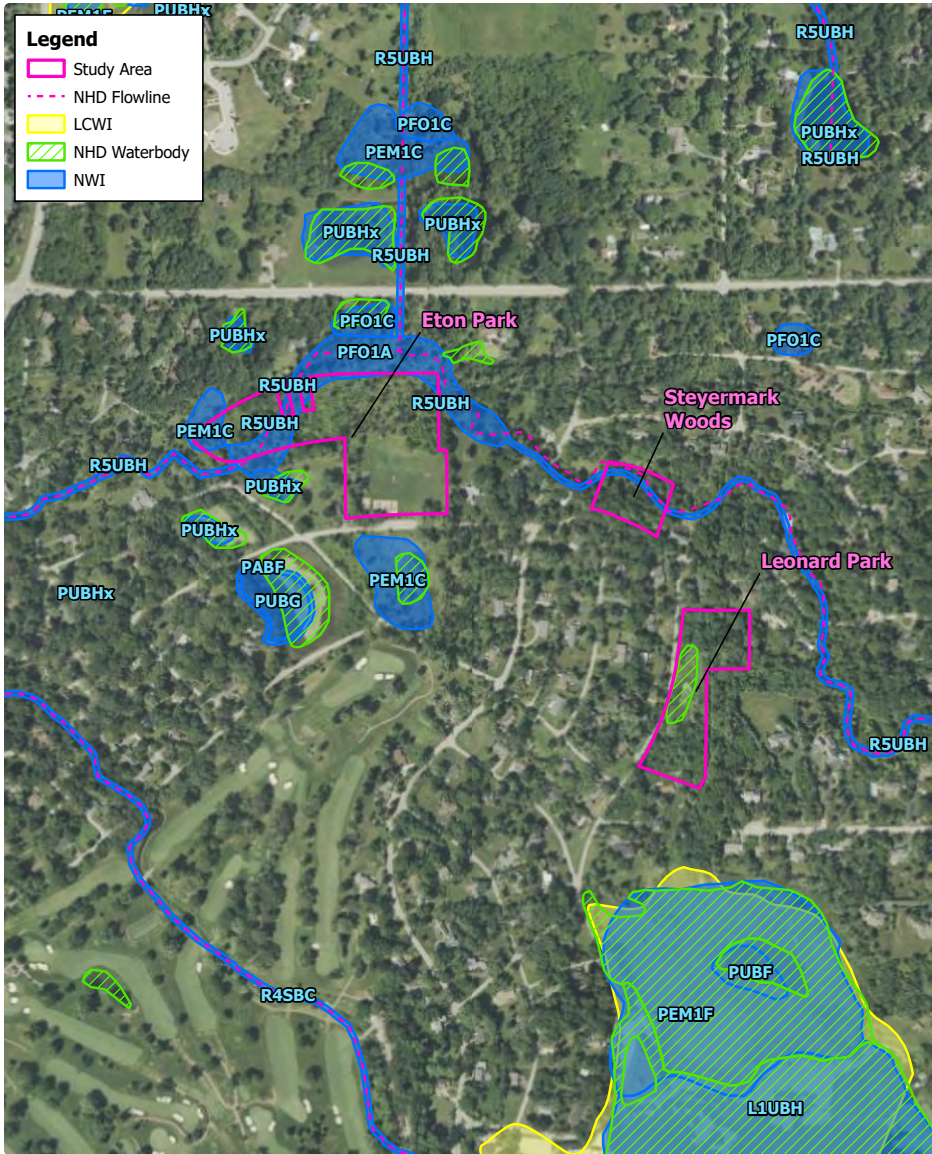 PEM1F
PUBHx
Legend
Study Area
NHD Flowline
LCWI
NHD Waterbody
NWI
R5UBH
R5UBH
PFO1C
PEM1C
PUBHx
R5UBH
PUBHx
PUBHx
R5UBH
PUBHx
PFO1C
Eton Park
PFO1C
PFO1A
R5UBH
R5UBH
Steyermark
Woods
R5UBH
PEM1C
R5UBH
PUBHx
PUBHx
Leonard Park
PABF
PEM1C
PUBHx
PUBG
R5UBH
PUBF
R4SBC
PEM1F
L1UBH